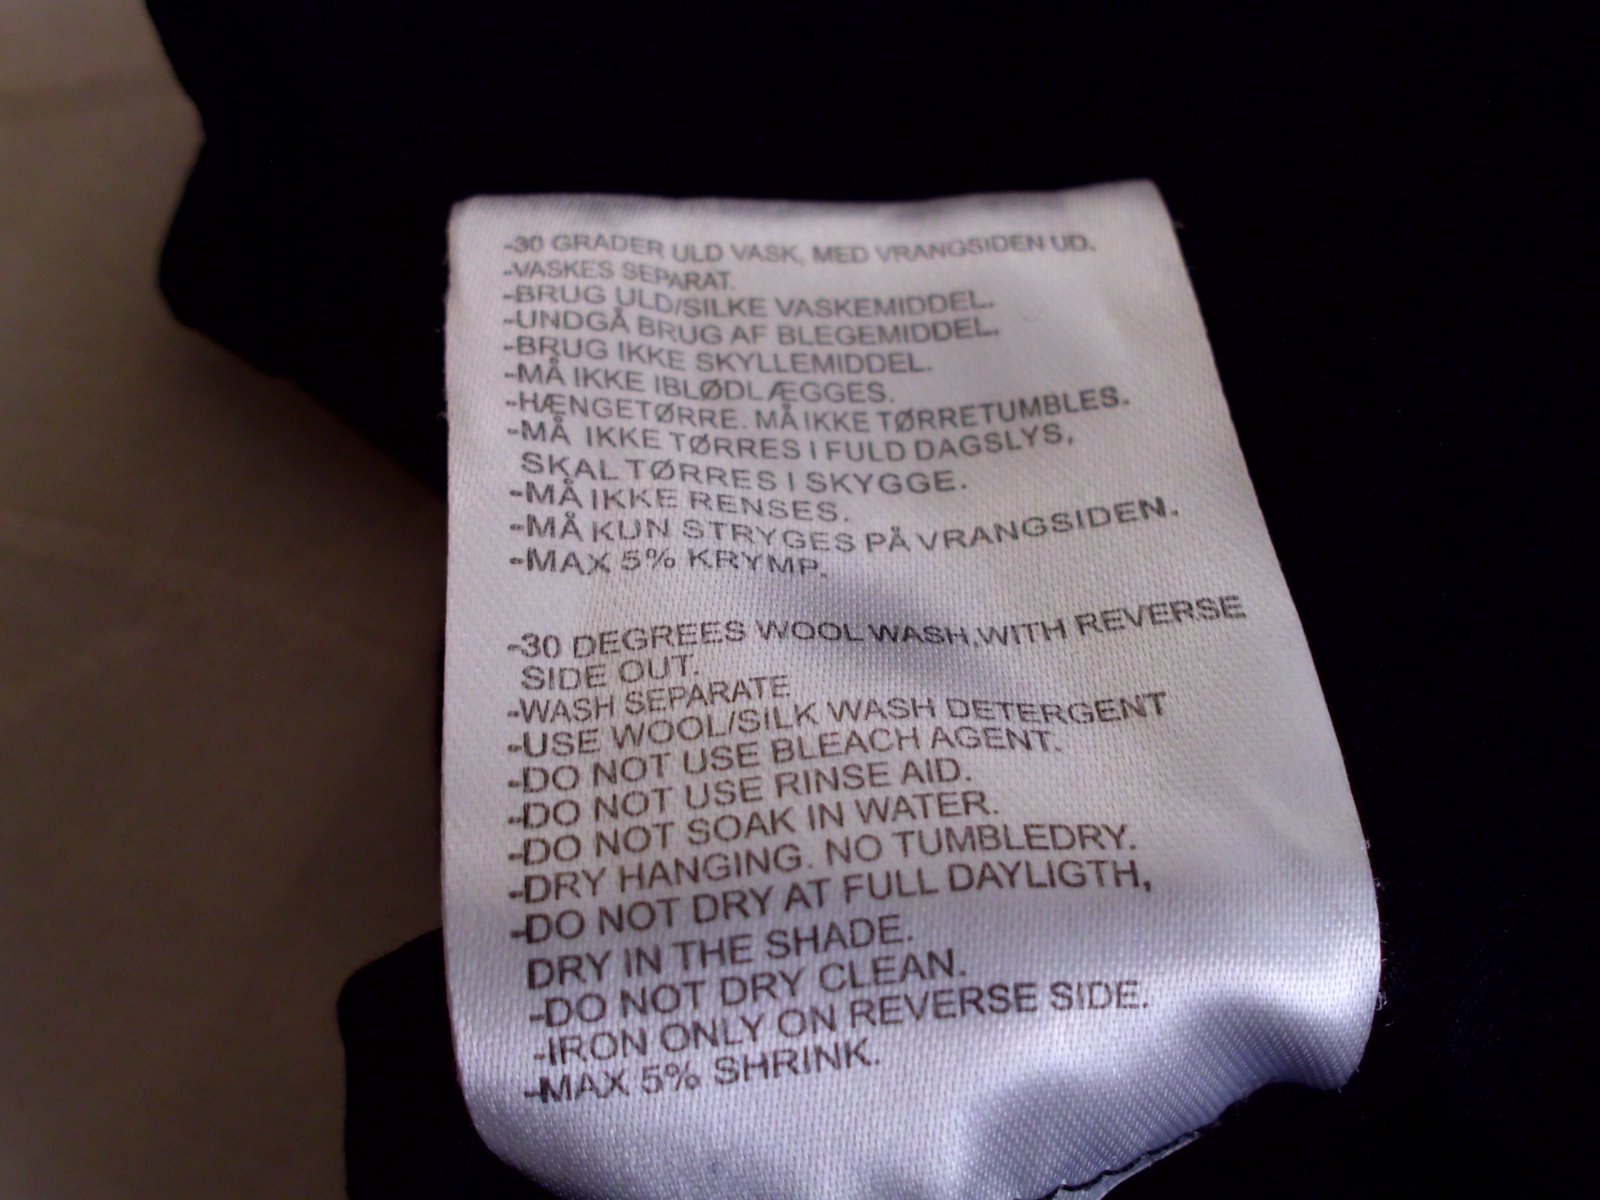 -30 GRADER ULD VASK, MED VRANGSIDEN UD.
-VASKES SEPARAT.
-BRUG ULD/SILKE VASKEMIDDEL.
-UNDGÅ BRUG AF BLEGEMIDDEL.
-BRUG IKKE SKYLLEMIDDEL.
-MÅ IKKE IBLØDLÆGGES.
-HÆNGETØRRE. MÅ IKKE TØRRETUMBLES.
-MÅ IKKE TØRRES I FULD DAGSLYS,
SKAL TØRRES I SKYGGE.
-MÅ IKKE RENSES.
-MÅ KUN STRYGES PÅ VRANGSIDEN.
-MAX 5% KRYMP.
-30 DEGREES WOOL WASH,WITH REVERSE
SIDE OUT.
-WASH SEPARATE
-USE WOOL/SILK WASH DETERGENT
-DO NOT USE BLEACH AGENT.
-DO NOT USE RINSE AID.
-DO NOT SOAK IN WATER.
-DRY HANGING. NO TUMBLEDRY.
-DO NOT DRY AT FULL DAYLIGTH,
DRY IN THE SHADE.
-DO NOT DRY CLEAN.
-IRON ONLY ON REVERSE SIDE.
-MAX 5% SHRINK.